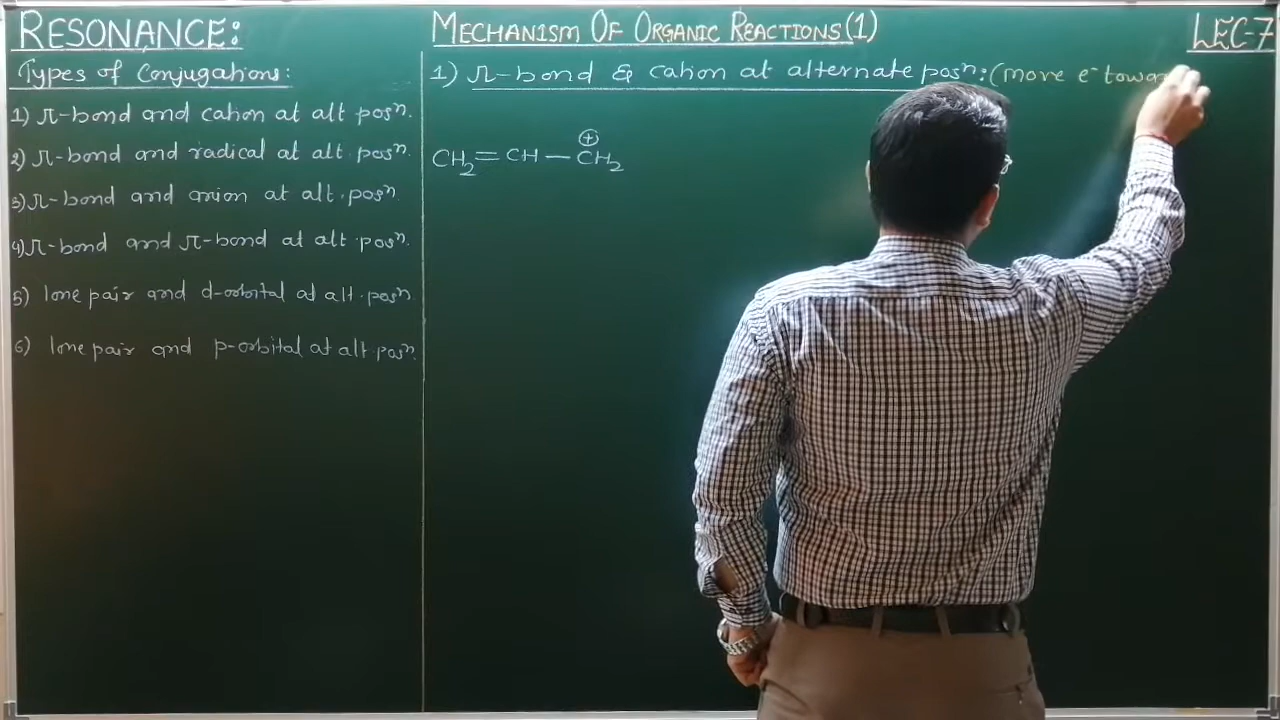 RESONANCE:
MECHANISM OF ORGANIC REACTIONS(1)
LEC-7
Types of Conjugations:
1) π-bond and cation at alt posⁿ.
2) π-bond and radical at alt. posⁿ.
3) π-bond and anion at alt. posⁿ
4) π-bond and π-bond at alt. posⁿ.
5) lone pair and d-orbital at alt. posⁿ
6) lone pair and p-orbital at alt. posⁿ.
1) π-bond & cation at alternate posⁿ: (more e⁻
⊕
CH₂=CH—CH₂